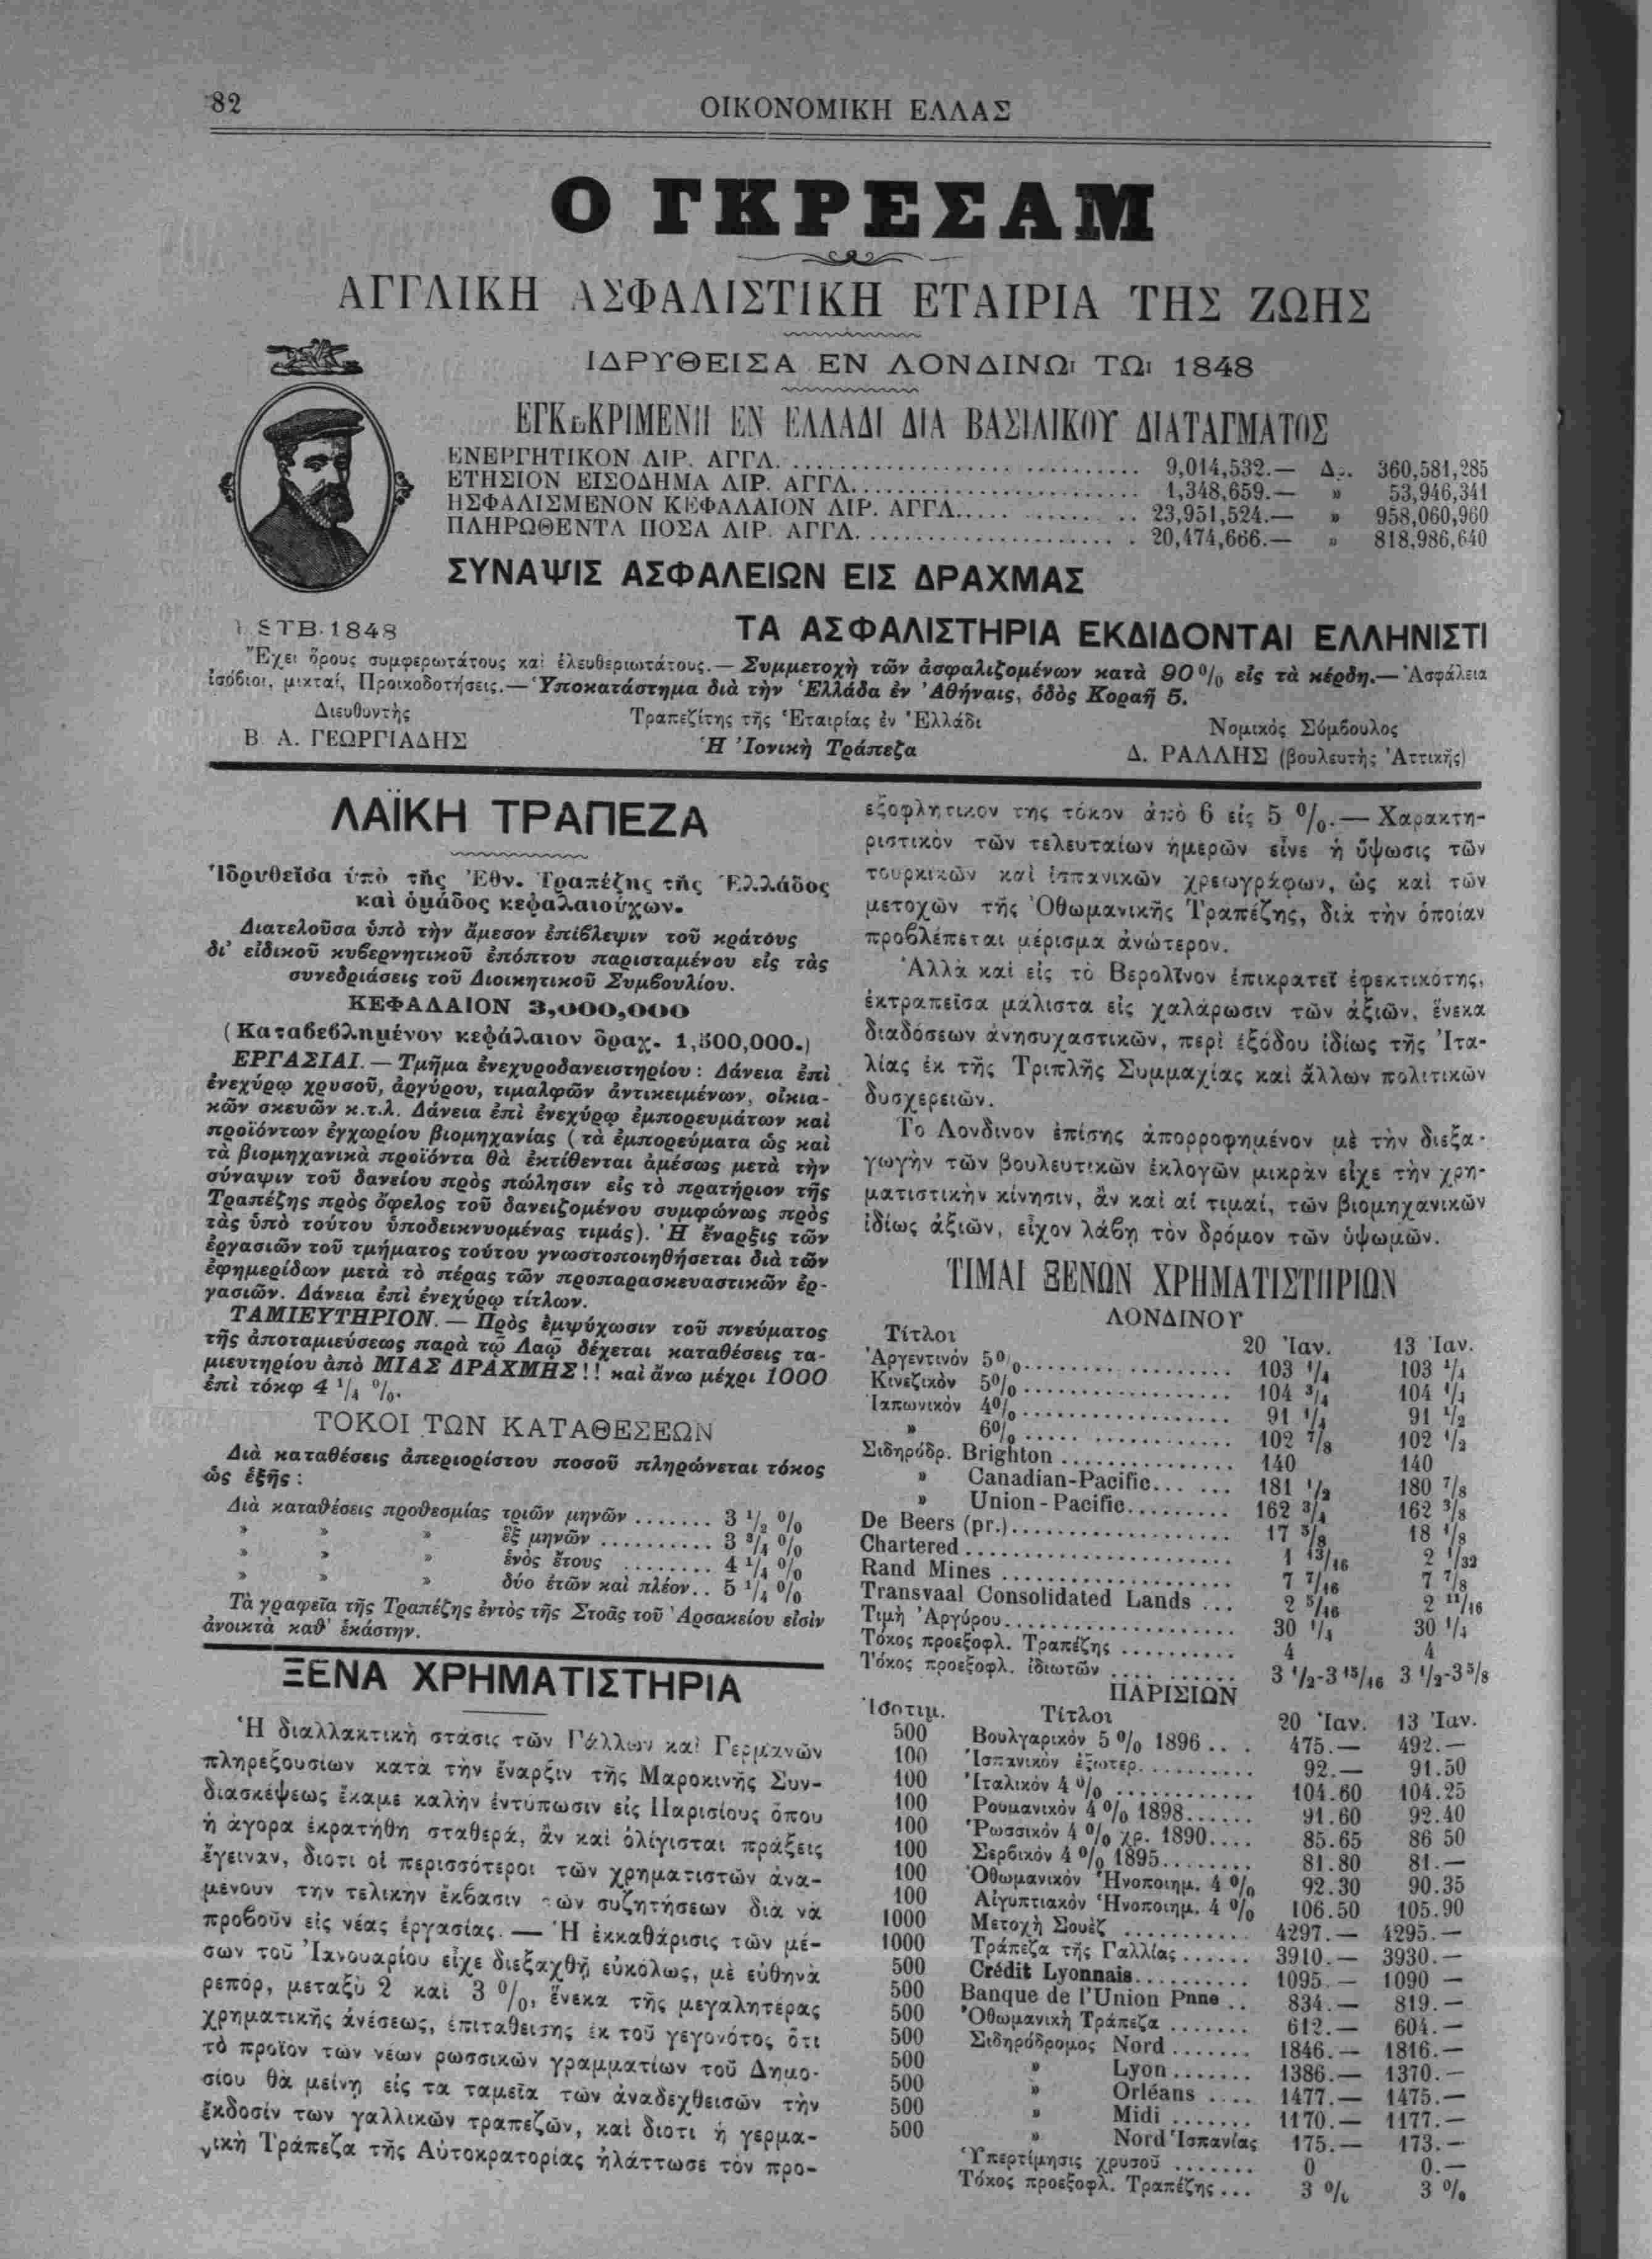 82
ΟΙΚΟΝΟΜΙΚΗ ΕΛΛΑΣ
Ο ΓΚΡΕΣΑΜ
ΑΓΓΛΙΚΗ ΑΣΦΑΛΙΣΤΙΚΗ ΕΤΑΙΡΙΑ ΤΗΣ ΖΩΗΣ
ΙΔΡΥΘΕΙΣΑ ΕΝ ΛΟΝΔΙΝΩι ΤΩι 1848
ΕΓΚεΚΡΙΜΕΝΗ ΕΝ ΕΛΛΑΔΙ ΔΙΑ ΒΑΣΙΛΙΚΟΥ ΔΙΑΤΑΓΜΑΤΟΣ
ΕΝΕΡΓΗΤΙΚΟΝ ΛΙΡ. ΑΓΓΛ. .......... 9,014,532.— Δρ. 360,581,285
ΕΤΗΣΙΟΝ ΕΙΣΟΔΗΜΑ ΛΙΡ. ΑΓΓΛ. .......... 1,348,659.— » 53,946,341
ΗΣΦΑΛΙΣΜΕΝΟΝ ΚΕΦΑΛΑΙΟΝ ΛΙΡ. ΑΓΓΛ. .......... 23,951,524.— » 958,060,960
ΠΛΗΡΩΘΕΝΤΑ ΠΟΣΑ ΛΙΡ. ΑΓΓΛ. .......... 20,474,666.— » 818,986,640
ΣΥΝΑΨΙΣ ΑΣΦΑΛΕΙΩΝ ΕΙΣ ΔΡΑΧΜΑΣ
ESTB. 1848
ΤΑ ΑΣΦΑΛΙΣΤΗΡΙΑ ΕΚΔΙΔΟΝΤΑΙ ΕΛΛΗΝΙΣΤΙ
Ἔχει ὅρους συμφερωτάτους καὶ ἐλευθεριωτάτους.— Συμμετοχὴ τῶν ἀσφαλιζομένων κατὰ 90% εἰς τὰ κέρδη.— Ἀσφάλεια
ἰσόβιοι, μικταί, Προικοδοτήσεις.— Ὑποκατάστημα διὰ τὴν Ἑλλάδα ἐν Ἀθήναις, ὁδὸς Κοραῆ 5.
Διευθυντὴς
Β. Α. ΓΕΩΡΓΙΑΔΗΣ
Τραπεζίτης τῆς Ἑταιρίας ἐν Ἑλλάδι
Ἡ Ἰονικὴ Τράπεζα
Νομικὸς Σύμβουλος
Δ. ΡΑΛΛΗΣ (βουλευτὴς Ἀττικῆς)
ΛΑΪΚΗ ΤΡΑΠΕΖΑ
Ἱδρυθεῖσα ὑπὸ τῆς Ἐθν. Τραπέζης τῆς Ἑλλάδος
καὶ ὁμάδος κεφαλαιούχων.
Διατελοῦσα ὑπὸ τὴν ἄμεσον ἐπίβλεψιν τοῦ κράτους
δι' εἰδικοῦ κυβερνητικοῦ ἐπόπτου παρισταμένου εἰς τὰς
συνεδριάσεις τοῦ Διοικητικοῦ Συμβουλίου.
ΚΕΦΑΛΑΙΟΝ 3,000,000
(Καταβεβλημένον κεφάλαιον δραχ. 1,500,000.)
ΕΡΓΑΣΙΑΙ.— Τμῆμα ἐνεχυροδανειστηρίου: Δάνεια ἐπὶ
ἐνεχύρῳ χρυσοῦ, ἀργύρου, τιμαλφῶν ἀντικειμένων, οἰκια-
κῶν σκευῶν κ.τ.λ. Δάνεια ἐπὶ ἐνεχύρῳ ἐμπορευμάτων καὶ
προϊόντων ἐγχωρίου βιομηχανίας (τὰ ἐμπορεύματα ὡς καὶ
τὰ βιομηχανικὰ προϊόντα θὰ ἐκτίθενται ἀμέσως μετὰ τὴν
σύναψιν τοῦ δανείου πρὸς πώλησιν εἰς τὸ πρατήριον τῆς
Τραπέζης πρὸς ὄφελος τοῦ δανειζομένου συμφώνως πρὸς
τὰς ὑπὸ τούτου ὑποδεικνυομένας τιμάς). Ἡ ἔναρξις τῶν
ἐργασιῶν τοῦ τμήματος τούτου γνωστοποιηθήσεται διὰ τῶν
ἐφημερίδων μετὰ τὸ πέρας τῶν προπαρασκευαστικῶν ἐρ-
γασιῶν. Δάνεια ἐπὶ ἐνεχύρῳ τίτλων.
ΤΑΜΙΕΥΤΗΡΙΟΝ.— Πρὸς ἐμψύχωσιν τοῦ πνεύματος
τῆς ἀποταμιεύσεως παρὰ τῷ Λαῷ δέχεται καταθέσεις τα-
μιευτηρίου ἀπὸ ΜΙΑΣ ΔΡΑΧΜΗΣ!! καὶ ἄνω μέχρι 1000
ἐπὶ τόκῳ 4 1/4 %.
ΤΟΚΟΙ ΤΩΝ ΚΑΤΑΘΕΣΕΩΝ
Διὰ καταθέσεις ἀπεριορίστου ποσοῦ πληρώνεται τόκος
ὡς ἑξῆς:
Διὰ καταθέσεις προθεσμίας τριῶν μηνῶν ....... 3 1/2 %
» » » ἓξ μηνῶν .......... 3 3/4 %
» » » ἑνὸς ἔτους ........ 4 1/4 %
» » » δύο ἐτῶν καὶ πλέον.. 5 1/4 %
Τὰ γραφεῖα τῆς Τραπέζης ἐντὸς τῆς Στοᾶς τοῦ Ἀρσακείου εἰσὶν
ἀνοικτὰ καθ' ἑκάστην.
ΞΕΝΑ ΧΡΗΜΑΤΙΣΤΗΡΙΑ
Ἡ διαλλακτικὴ στάσις τῶν Γάλλων καὶ Γερμανῶν
πληρεξουσίων κατὰ τὴν ἔναρξιν τῆς Μαροκινῆς Συν-
διασκέψεως ἔκαμε καλὴν ἐντύπωσιν εἰς Παρισίους ὅπου
ἡ ἀγορα ἐκρατήθη σταθερά, ἂν καὶ ὀλίγισται πράξεις
ἔγειναν, διοτι οἱ περισσότεροι τῶν χρηματιστῶν ἀνα-
μένουν την τελικην ἔκβασιν τῶν συζητήσεων διὰ νὰ
προβοῦν εἰς νέας ἐργασίας.— Ἡ ἐκκαθάρισις τῶν μέ-
σων τοῦ Ἰανουαρίου εἶχε διεξαχθῆ εὐκόλως, μὲ εὐθηνὰ
ρεπόρ, μεταξὺ 2 καὶ 3 %, ἕνεκα τῆς μεγαλητέρας
χρηματικῆς ἀνέσεως, ἐπιταθεισης ἐκ τοῦ γεγονότος ὅτι
τὸ προϊον τῶν νέων ρωσσικῶν γραμματίων τοῦ Δημο-
σίου θὰ μείνῃ εἰς τα ταμεῖα τῶν ἀναδεχθεισῶν τὴν
ἔκδοσίν των γαλλικῶν τραπεζῶν, καὶ διοτι ἡ γερμα-
νικὴ Τράπεζα τῆς Αὐτοκρατορίας ἠλάττωσε τὸν προ-
εξοφλητικον της τόκον ἀπὸ 6 εἰς 5 %.— Χαρακτη-
ριστικὸν τῶν τελευταίων ἡμερῶν εἶνε ἡ ὕψωσις τῶν
τουρκικῶν καὶ ἱσπανικῶν χρεωγράφων, ὡς καὶ τῶν
μετοχῶν τῆς Ὀθωμανικῆς Τραπέζης, διὰ τὴν ὁποίαν
προβλέπεται μέρισμα ἀνώτερον.
Ἀλλὰ καὶ εἰς τὸ Βερολῖνον ἐπικρατεῖ ἐφεκτικότης,
ἐκτραπεῖσα μάλιστα εἰς χαλάρωσιν τῶν ἀξιῶν, ἕνεκα
διαδόσεων ἀνησυχαστικῶν, περὶ ἐξόδου ἰδίως τῆς Ἰτα-
λίας ἐκ τῆς Τριπλῆς Συμμαχίας καὶ ἄλλων πολιτικῶν
δυσχερειῶν.
Το Λονδινον ἐπίσης ἀπορροφημένον μὲ τὴν διεξα-
γωγὴν τῶν βουλευτικῶν ἐκλογῶν μικρὰν εἶχε τὴν χρη-
ματιστικὴν κίνησιν, ἂν καὶ αἱ τιμαί, τῶν βιομηχανικῶν
ἰδίως ἀξιῶν, εἶχον λάβῃ τὸν δρόμον τῶν ὑψωμῶν.
ΤΙΜΑΙ ΞΕΝΩΝ ΧΡΗΜΑΤΙΣΤΗΡΙΩΝ
ΛΟΝΔΙΝΟΥ
Τίτλοι 20 Ἰαν. 13 Ἰαν.
Ἀργεντινόν 5% .......... 103 1/4 103 1/4
Κινεζικὸν 5% .......... 104 3/4 104 1/4
Ἰαπωνικὸν 4% .......... 91 1/4 91 1/2
» 6% .......... 102 7/8 102 1/2
Σιδηρόδρ. Brighton .......... 140 140
» Canadian-Pacific .......... 181 1/2 180 7/8
» Union-Pacific .......... 162 3/4 162 3/8
De Beers (pr.) .......... 17 5/8 18 1/8
Chartered .......... 1 13/16 2 1/32
Rand Mines .......... 7 7/16 7 7/8
Transvaal Consolidated Lands ... 2 5/16 2 11/16
Τιμὴ Ἀργύρου .......... 30 1/4 30 1/4
Τόκος προεξοφλ. Τραπέζης .......... 4 4
Τόκος προεξοφλ. ἰδιωτῶν .......... 3 1/2-3 15/16 3 1/2-3 5/8
ΠΑΡΙΣΙΩΝ
Ἰσοτιμ. Τίτλοι 20 Ἰαν. 13 Ἰαν.
500 Βουλγαρικόν 5% 1896 ... 475.— 492.—
100 Ἱσπανικὸν ἐξωτερ. .......... 92.— 91.50
100 Ἰταλικόν 4% .......... 104.60 104.25
100 Ρουμανικὸν 4% 1898 ...... 91.60 92.40
100 Ῥωσσικόν 4% χρ. 1890 .... 85.65 86 50
100 Σερβικόν 4% 1895 ........ 81.80 81.—
100 Ὀθωμανικὸν Ἡνοποιημ. 4% 92.30 90.35
100 Αἰγυπτιακὸν Ἡνοποιημ. 4% 106.50 105.90
1000 Μετοχὴ Σουὲζ .......... 4297.— 4295.—
1000 Τράπεζα τῆς Γαλλίας ...... 3910.— 3930.—
500 Crédit Lyonnais .......... 1095.— 1090 —
500 Banque de l'Union Pnne .. 834.— 819.—
500 Ὀθωμανικὴ Τράπεζα ....... 612.— 604.—
500 Σιδηρόδρομος Nord ....... 1846.— 1816.—
500 » Lyon ....... 1386.— 1370.—
500 » Orléans .... 1477.— 1475.—
500 » Midi ....... 1170.— 1177.—
500 » Nord Ἱσπανίας 175.— 173.—
Ὑπερτίμησις χρυσοῦ ....... 0 0.—
Τόκος προεξοφλ. Τραπέζης ... 3 % 3 %